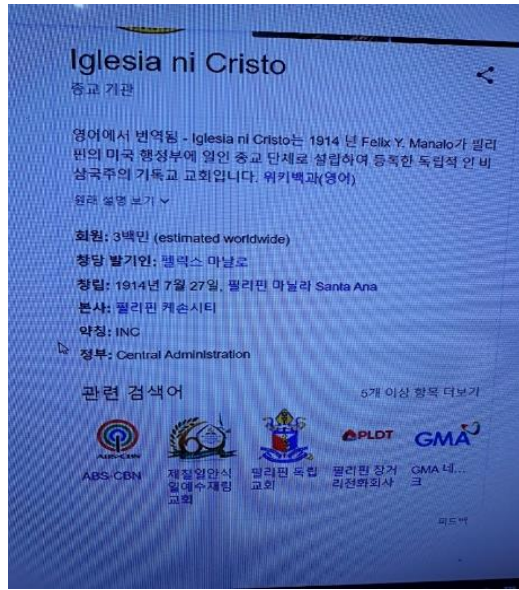 Iglesia ni Cristo
종교 기관
영어에서 번역됨 - Iglesia ni Cristo는 1914 년 Felix Y. Manalo가 필리
핀의 미국 행정부에 일인 종교 단체로 설립하여 등록한 독립적 인 비
삼국주의 기독교 교회입니다. 위키백과(영어)
원래 설명 보기
회원: 3백만 (estimated worldwide)
창당 발기인: 펠릭스 마날로
창립: 1914년 7월 27일, 필리핀 마닐라 Santa Ana
본사: 필리핀 케손시티
약칭: INC
정부: Central Administration
관련 검색어 5개 이상 항목 더보기
ABS-CBN
PLDT
GMA
ABS-CBN 제칠일안식 필리핀 독립 필리핀 장거 GMA 네...
일예수재림 교회 리전화회사 크
교회
피드백